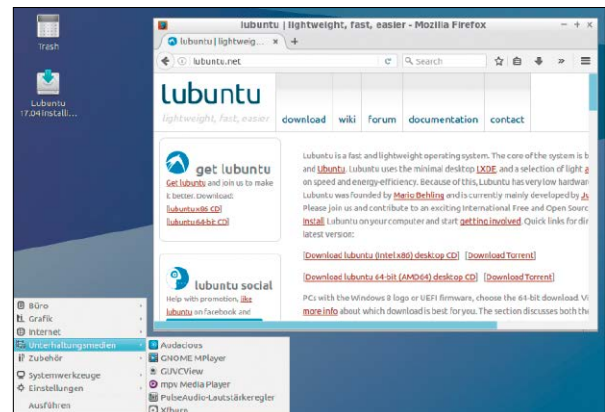 Trash
Lubuntu
17.04 installi...
lubuntu | lightweight, fast, easier - Mozilla Firefox
lubuntu | lightweig...
lubuntu.net
Search
lubuntu
lightweight, fast, easier
download wiki forum documentation contact
get lubuntu
Get lubuntu and join us to make
it better. Download:
[lubuntu x86 CD]
[lubuntu 64-bit CD]
lubuntu social
Help with promotion, like
lubuntu on facebook and
Lubuntu is a fast and lightweight operating system. The core of the system is b
and Ubuntu. Lubuntu uses the minimal desktop LXDE, and a selection of light a
on speed and energy-efficiency. Because of this, Lubuntu has very low hardwar
Lubuntu was founded by Mario Behling and is currently mainly developed by Ju
Please join us and contribute to an exciting International Free and Open Sourc
Install Lubuntu on your computer and start getting involved. Quick links for dir
latest version:
[Download lubuntu (Intel x86) desktop CD] [Download Torrent]
[Download lubuntu 64-bit (AMD64) desktop CD] [Download Torrent]
PCs with the Windows 8 logo or UEFI firmware, choose the 64-bit download. Vi
more info about which download is best for you. The section discusses both the
Büro
Grafik
Internet
Unterhaltungsmedien
Zubehör
Systemwerkzeuge
Einstellungen
Ausführen
Audacious
GNOME MPlayer
GUVCView
mpv Media Player
PulseAudio-Lautstärkeregler
Xfburn